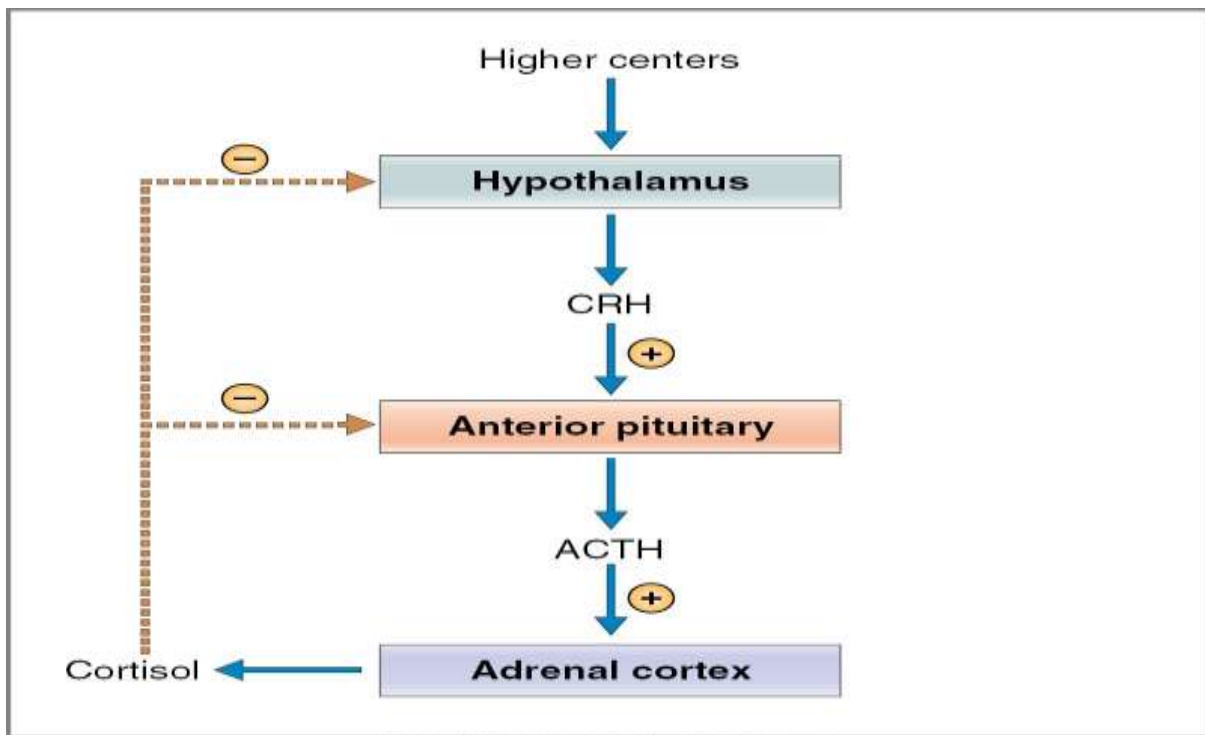 Higher centers
−
Hypothalamus
CRH
+
−
Anterior pituitary
ACTH
+
Cortisol
Adrenal cortex